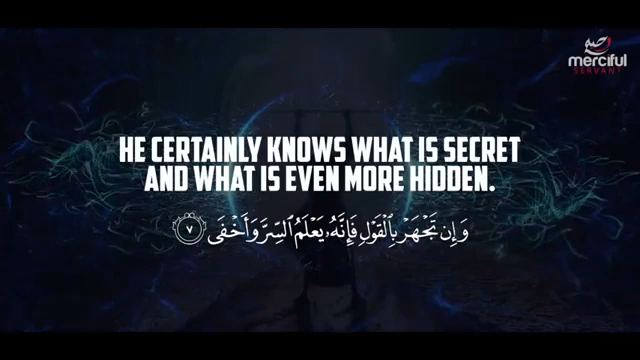 merciful
SERVANT
HE CERTAINLY KNOWS WHAT IS SECRET
AND WHAT IS EVEN MORE HIDDEN.
وَإِن تَجْهَرْ بِالْقَوْلِ فَإِنَّهُ يَعْلَمُ السِّرَّ وَأَخْفَى ٧